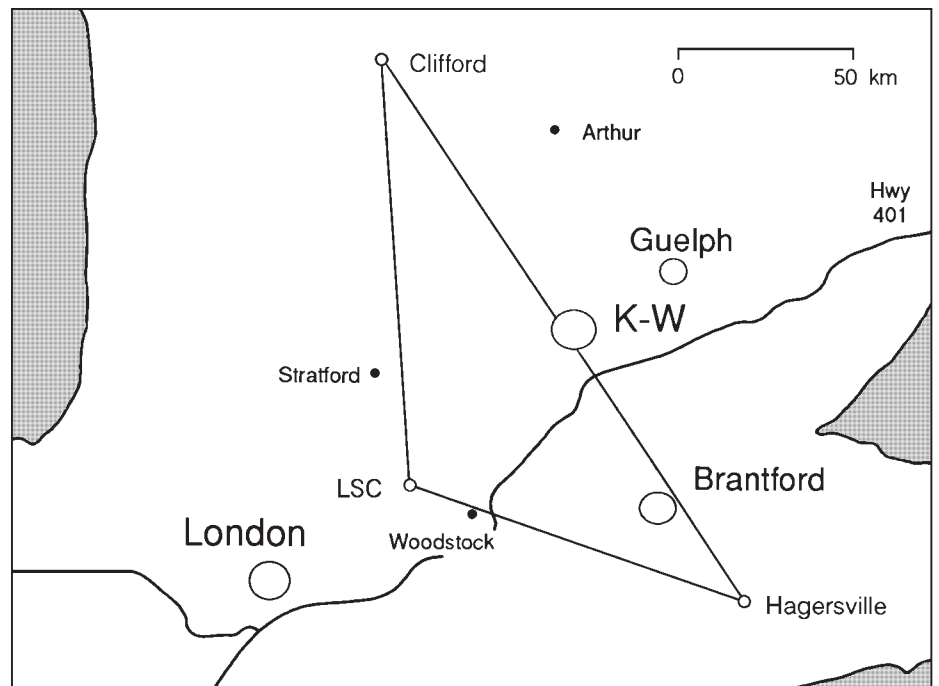 Clifford
0 50 km
Arthur
Hwy
401
Guelph
K-W
Stratford
LSC
Brantford
London
Woodstock
Hagersville